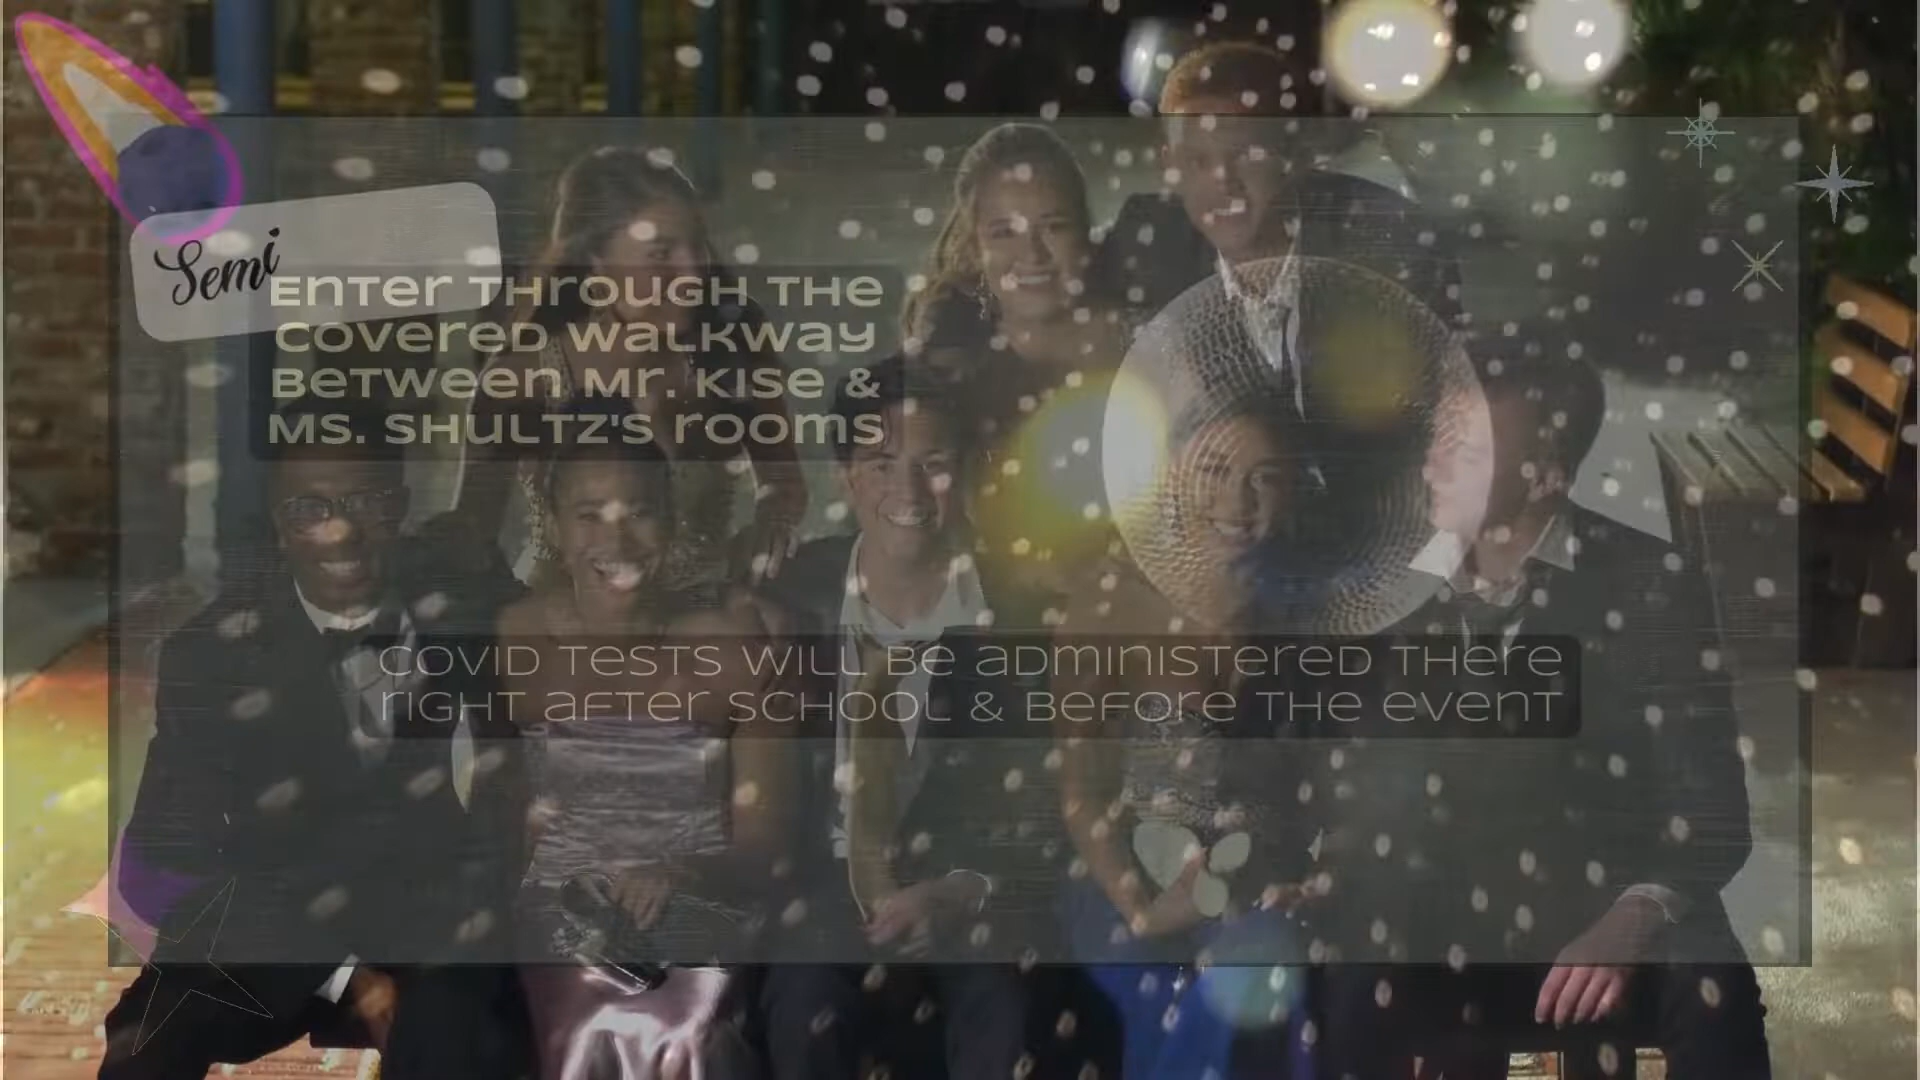 Semi
ENTER THROUGH THE
COVERED WALKWAY
BETWEEN Mr. KISE &
MS. SHULTZ'S rooms
COVID TESTS WILL BE ADMINISTERED THERE
RIGHT AFTER SCHOOL & BEFORE THE EVENT